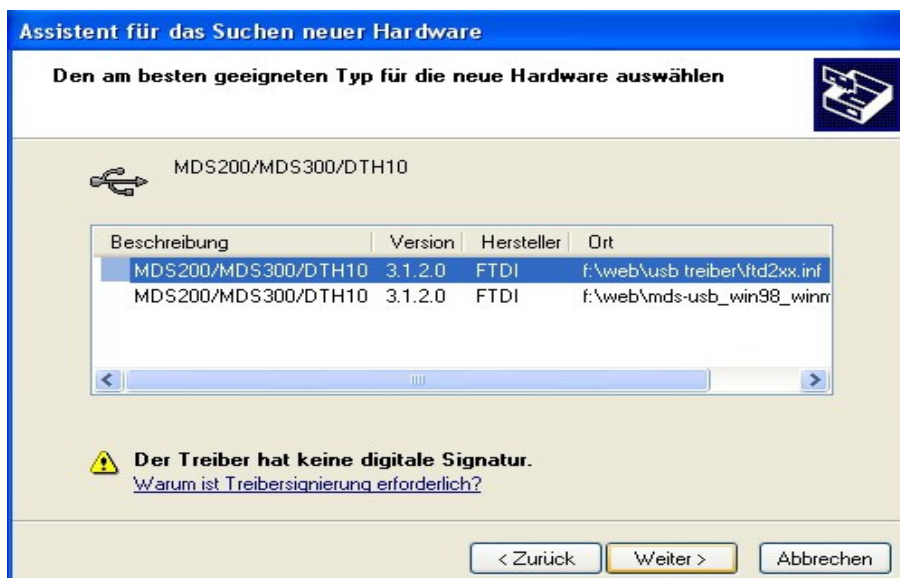 Assistent für das Suchen neuer Hardware
Den am besten geeigneten Typ für die neue Hardware auswählen
MDS200/MDS300/DTH10
Beschreibung Version Hersteller Ort
MDS200/MDS300/DTH10 3.1.2.0 FTDI f:\web\usb treiber\ftd2xx.inf
MDS200/MDS300/DTH10 3.1.2.0 FTDI f:\web\mds-usb_win98_winm
Der Treiber hat keine digitale Signatur.
Warum ist Treibersignierung erforderlich?
< Zurück Weiter > Abbrechen